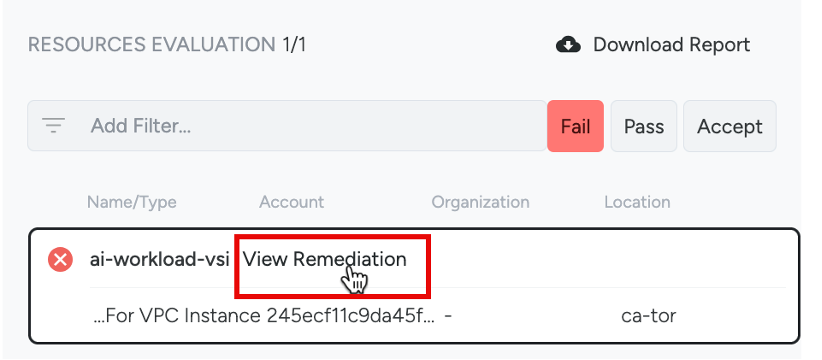 RESOURCES EVALUATION 1/1 Download Report
Add Filter... Fail Pass Accept
Name/Type Account Organization Location
ai-workload-vsi View Remediation
...For VPC Instance 245ecf11c9da45f... - ca-tor